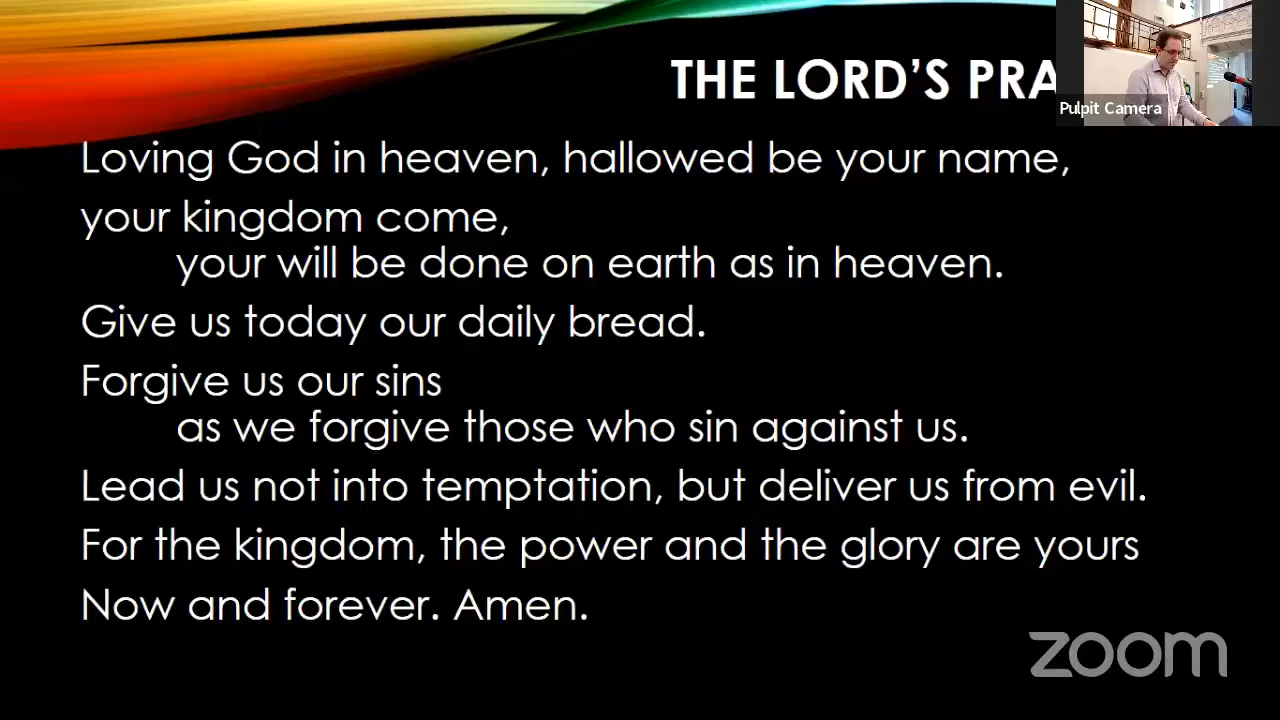 THE LORD’S PRA
Pulpit Camera
Loving God in heaven, hallowed be your name,
your kingdom come,
your will be done on earth as in heaven.
Give us today our daily bread.
Forgive us our sins
as we forgive those who sin against us.
Lead us not into temptation, but deliver us from evil.
For the kingdom, the power and the glory are yours
Now and forever. Amen.
zoom